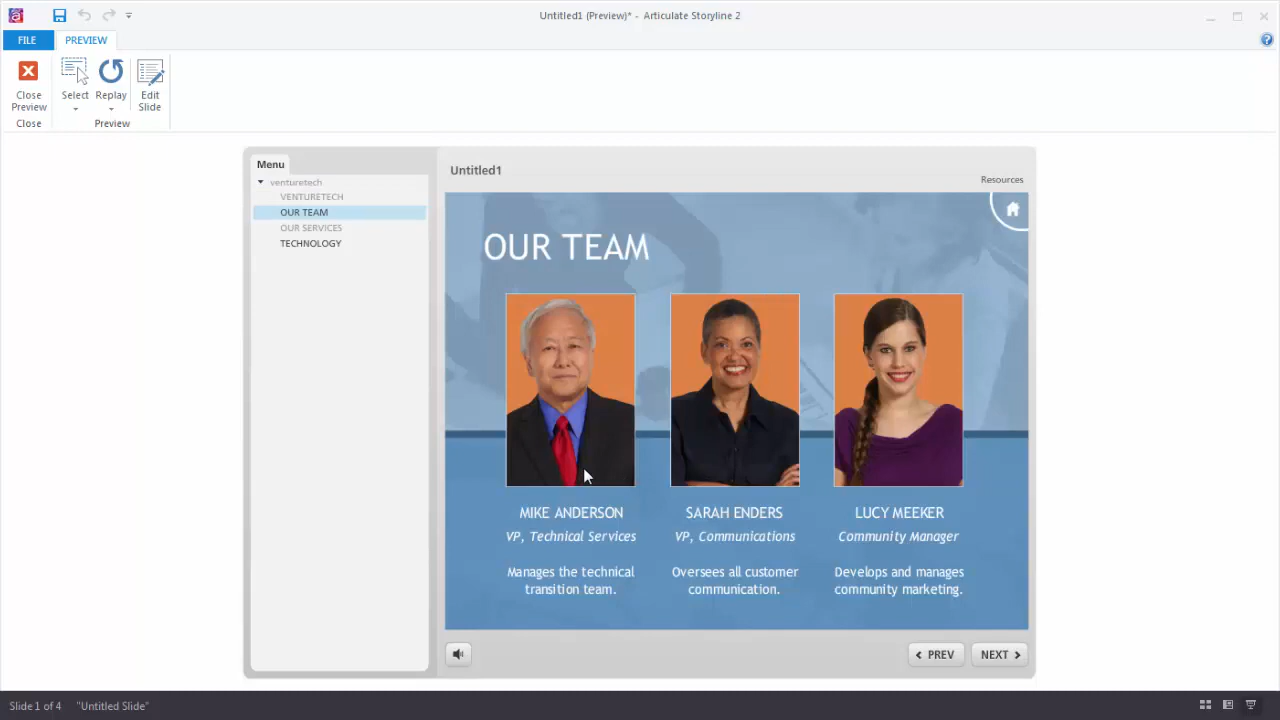 Untitled1 (Preview)* - Articulate Storyline 2
FILE
PREVIEW
Close Preview
Select
Replay
Edit Slide
Close
Preview
Menu
venturetech
VENTURETECH
OUR TEAM
OUR SERVICES
TECHNOLOGY
Untitled1
Resources
OUR TEAM
MIKE ANDERSON
VP, Technical Services
Manages the technical
transition team.
SARAH ENDERS
VP, Communications
Oversees all customer
communication.
LUCY MEEKER
Community Manager
Develops and manages
community marketing.
PREV
NEXT
Slide 1 of 4
"Untitled Slide"